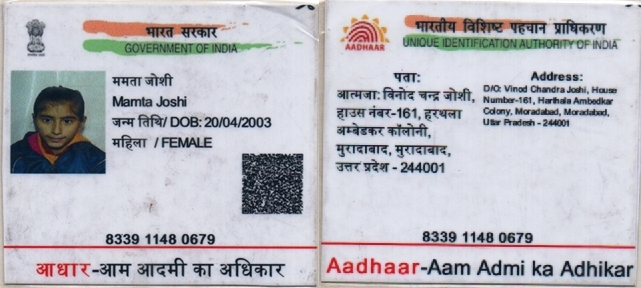 भारत सरकार
GOVERNMENT OF INDIA
ममता जोशी
Mamta Joshi
जन्म तिथि/ DOB: 20/04/2003
महिला / FEMALE
8339 1148 0679
आधार-आम आदमी का अधिकार
AADHAAR
भारतीय विशिष्ट पहचान प्राधिकरण
UNIQUE IDENTIFICATION AUTHORITY OF INDIA
पता:
आत्मजा: विनोद चन्द्र जोशी,
हाउस नंबर-161, हरथला
अम्बेडकर कॉलोनी,
मुरादाबाद, मुरादाबाद,
उत्तर प्रदेश - 244001
Address:
D/O: Vinod Chandra Joshi, House
Number-161, Harthala Ambedkar
Colony, Moradabad, Moradabad,
Uttar Pradesh - 244001
8339 1148 0679
Aadhaar-Aam Admi ka Adhikar